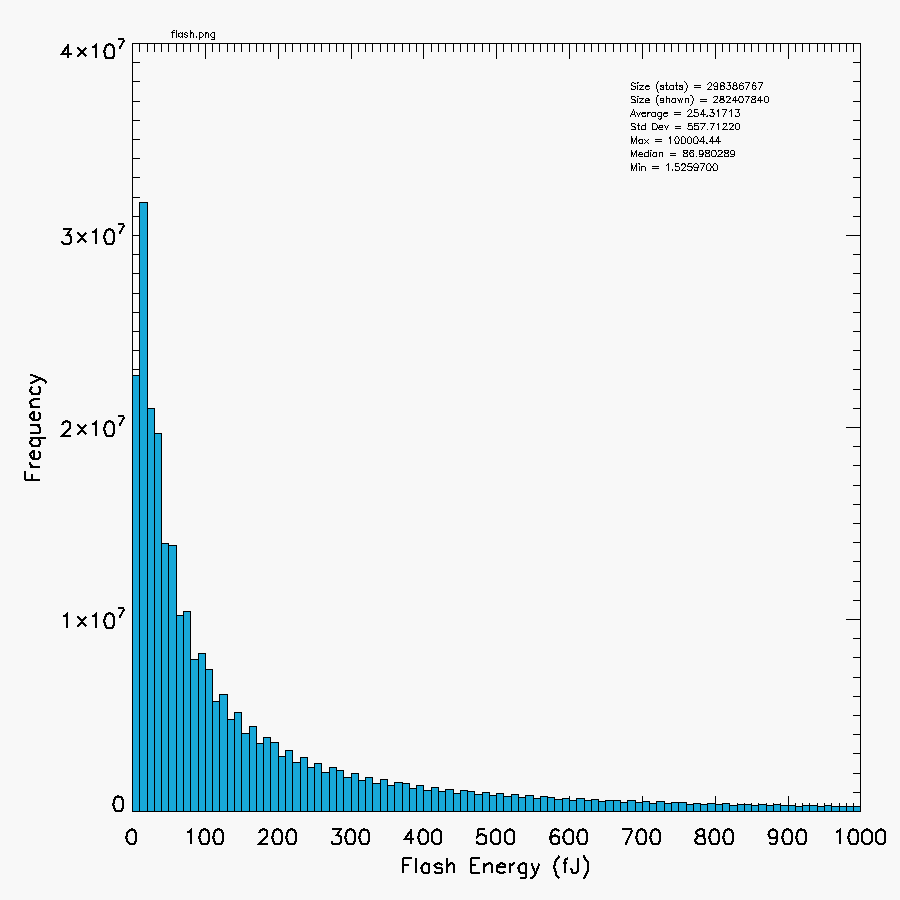 flash.png
4×10⁷
Size (stats) = 298386767
Size (shown) = 282407840
Average = 254.31713
Std Dev = 557.71220
Max = 100004.44
Median = 86.980289
Min = 1.5259700
3×10⁷
2×10⁷
1×10⁷
0
Frequency
0 100 200 300 400 500 600 700 800 900 1000
Flash Energy (fJ)